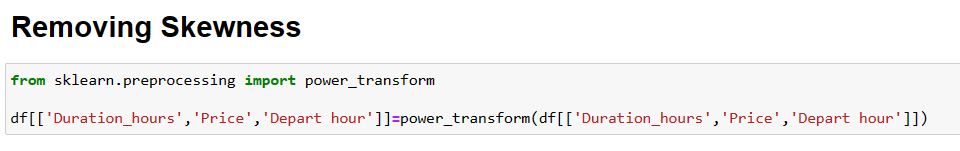 Removing Skewness
from sklearn.preprocessing import power_transform
df[['Duration_hours','Price','Depart hour']]=power_transform(df[['Duration_hours','Price','Depart hour']])